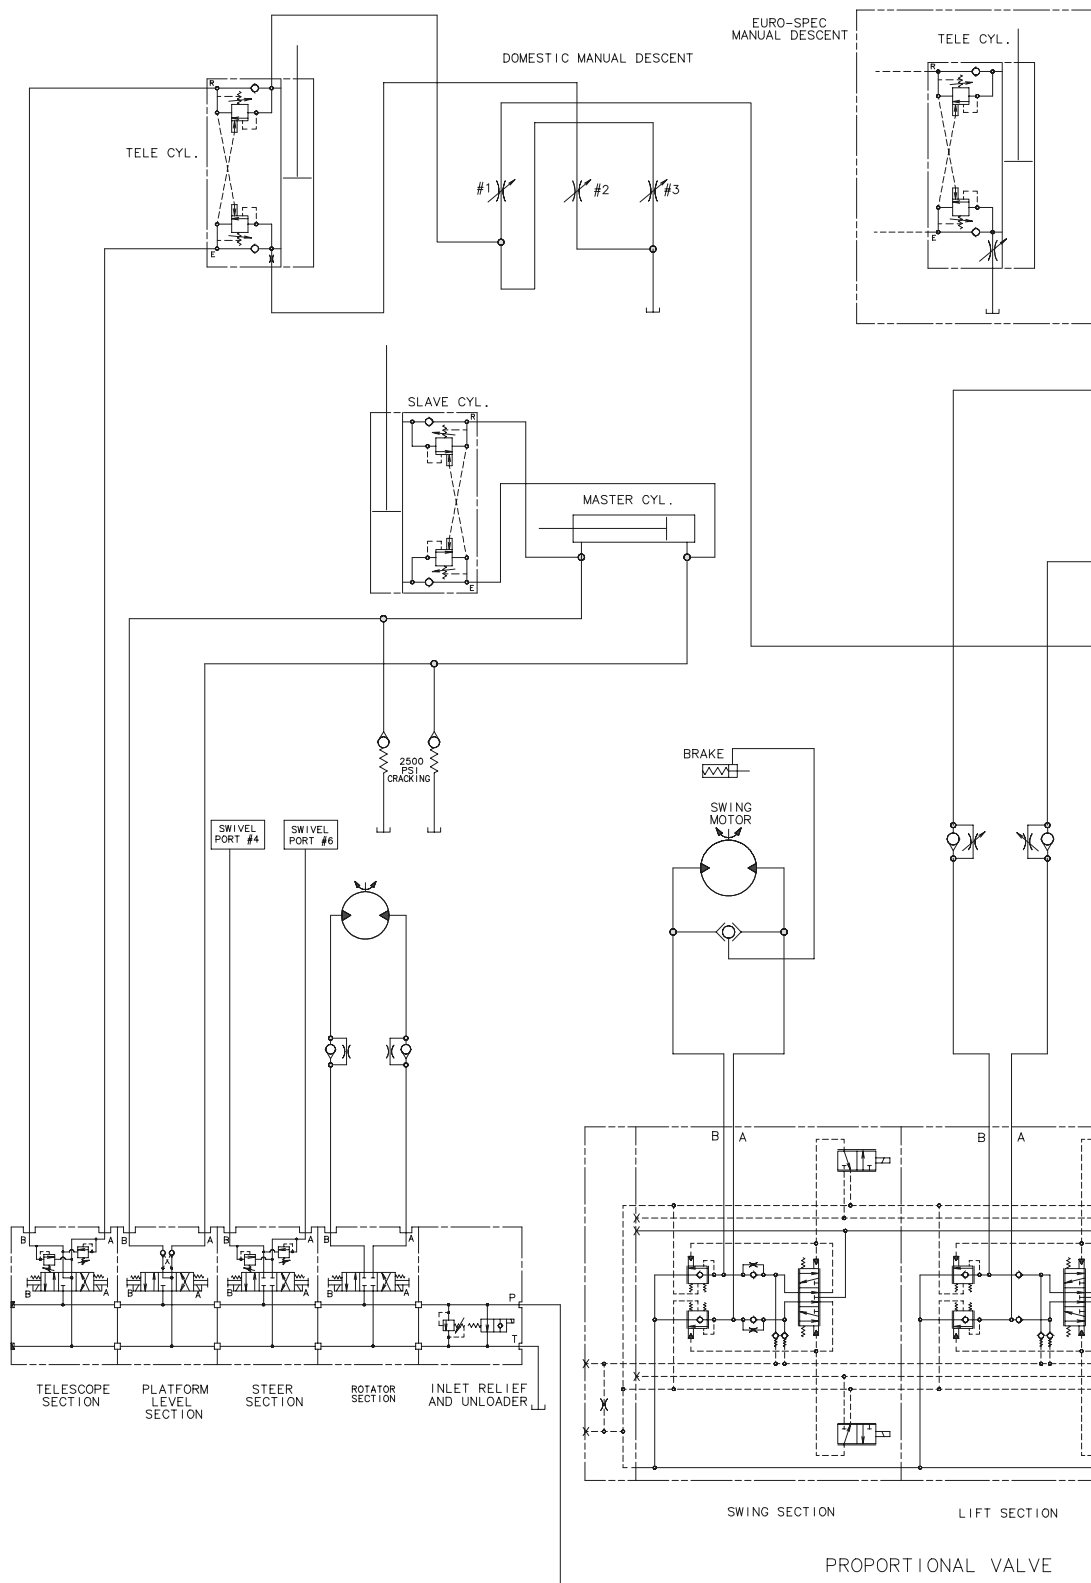 EURO-SPEC
MANUAL DESCENT
TELE CYL.
DOMESTIC MANUAL DESCENT
R
R
TELE CYL.
#1
#2
#3
E
E
SLAVE CYL.
R
MASTER CYL.
E
2500
PSI
CRACKING
BRAKE
SWING
MOTOR
SWIVEL
PORT #4
SWIVEL
PORT #6
B
A
B
A
B
A
B
A
B
A
B
A
B
A
B
A
B
A
B
A
P
T
TELESCOPE
SECTION
PLATFORM
LEVEL
SECTION
STEER
SECTION
ROTATOR
SECTION
INLET RELIEF
AND UNLOADER
SWING SECTION
LIFT SECTION
PROPORTIONAL VALVE